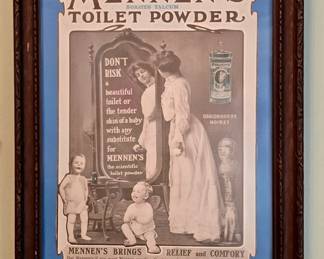 MENNEN'S
BORATED TALCUM
TOILET POWDER
DON'T
RISK
a
beautiful
toilet or
the tender
skin of a baby
with any
substitute
for
MENNEN'S
the scientific
toilet powder
MENNEN'S BRINGS RELIEF and COMFORT